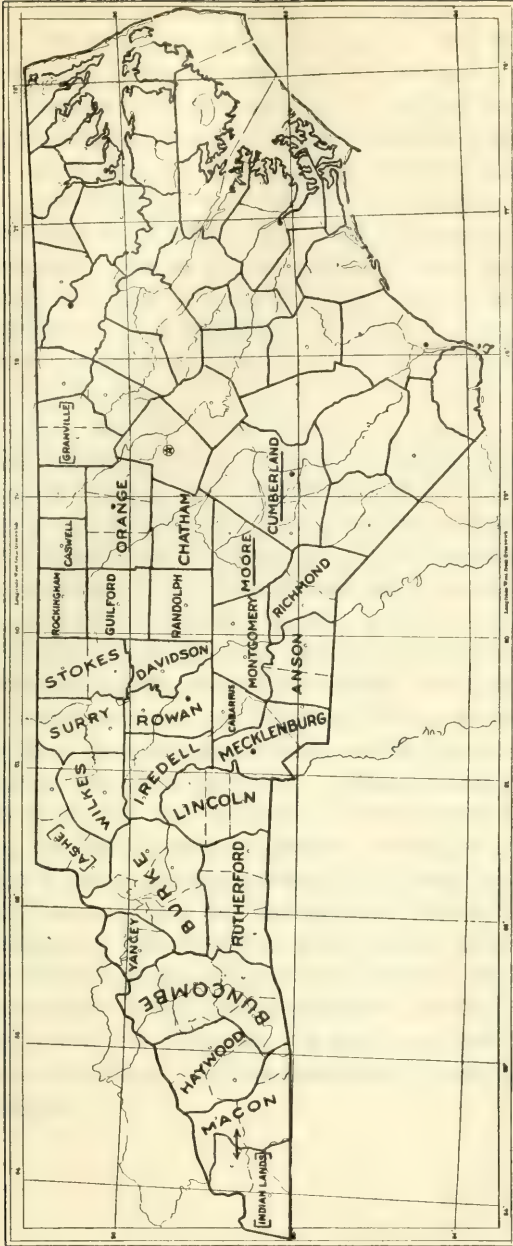 [GRANVILLE]
CASWELL
ROCKINGHAM
ORANGE
GUILFORD
STOKES
SURRY
CHATHAM
RANDOLPH
DAVIDSON
ROWAN
IREDELL
WILKES
[ASHE]
CUMBERLAND
MOORE
MONTGOMERY
RICHMOND
ANSON
CABARRUS
MECKLENBURG
LINCOLN
BURKE
YANCEY
RUTHERFORD
BUNCOMBE
HAYWOOD
MACON
[INDIAN LANDS]